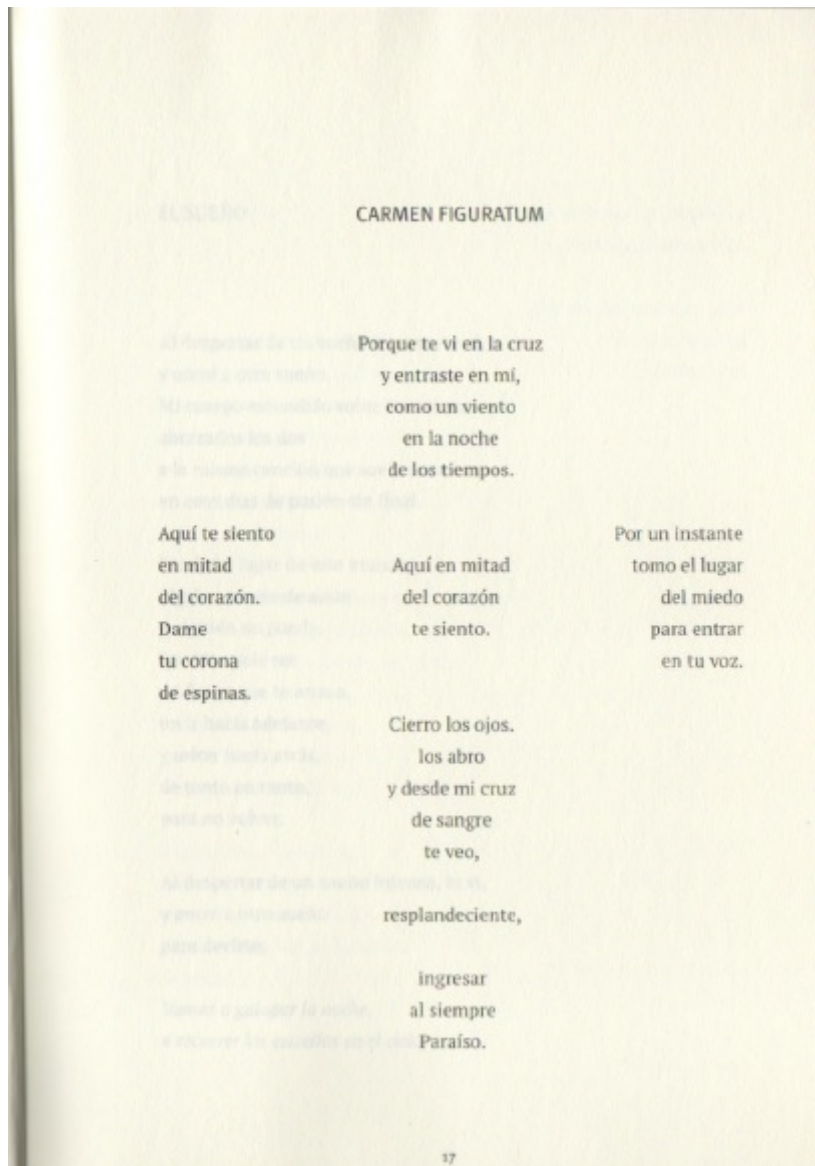 CARMEN FIGURATUM
Porque te vi en la cruz
y entraste en mí,
como un viento
en la noche
de los tiempos.
Aquí te siento
en mitad
del corazón.
Dame
tu corona
de espinas.
Aquí en mitad
del corazón
te siento.
Por un instante
tomo el lugar
del miedo
para entrar
en tu voz.
Cierro los ojos.
los abro
y desde mi cruz
de sangre
te veo,
resplandeciente,
ingresar
al siempre
Paraíso.
17